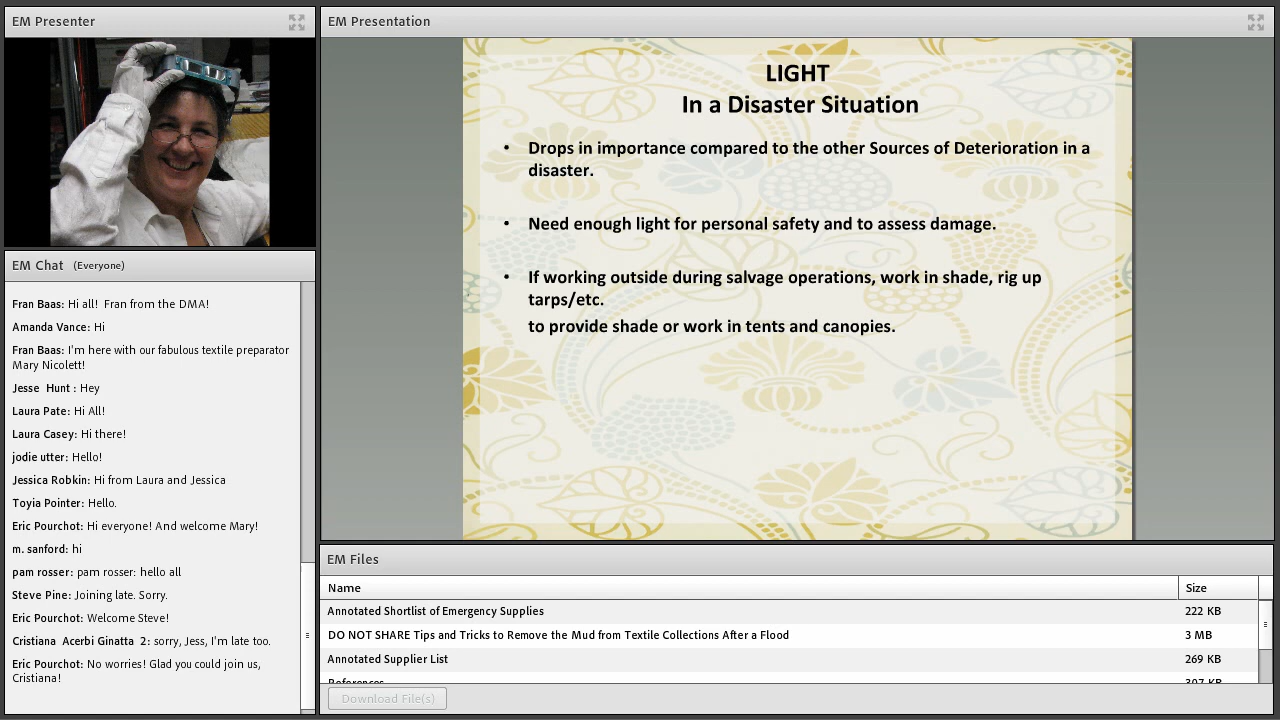 EM Presenter
EM Chat (Everyone)
Fran Baas: Hi all! Fran from the DMA!
Amanda Vance: Hi
Fran Baas: I'm here with our fabulous textile preparator
Mary Nicolett!
Jesse Hunt : Hey
Laura Pate: Hi All!
Laura Casey: Hi there!
jodie utter: Hello!
Jessica Robkin: Hi from Laura and Jessica
Toyia Pointer: Hello.
Eric Pourchot: Hi everyone! And welcome Mary!
m. sanford: hi
pam rosser: pam rosser: hello all
Steve Pine: Joining late. Sorry.
Eric Pourchot: Welcome Steve!
Cristiana Acerbi Ginatta 2: sorry, Jess, I'm late too.
Eric Pourchot: No worries! Glad you could join us,
Cristiana!
EM Presentation
LIGHT
In a Disaster Situation
• Drops in importance compared to the other Sources of Deterioration in a
disaster.
• Need enough light for personal safety and to assess damage.
• If working outside during salvage operations, work in shade, rig up
tarps/etc.
to provide shade or work in tents and canopies.
EM Files
Name Size
Annotated Shortlist of Emergency Supplies 222 KB
DO NOT SHARE Tips and Tricks to Remove the Mud from Textile Collections After a Flood 3 MB
Annotated Supplier List 269 KB
References 307 KB
Download File(s)